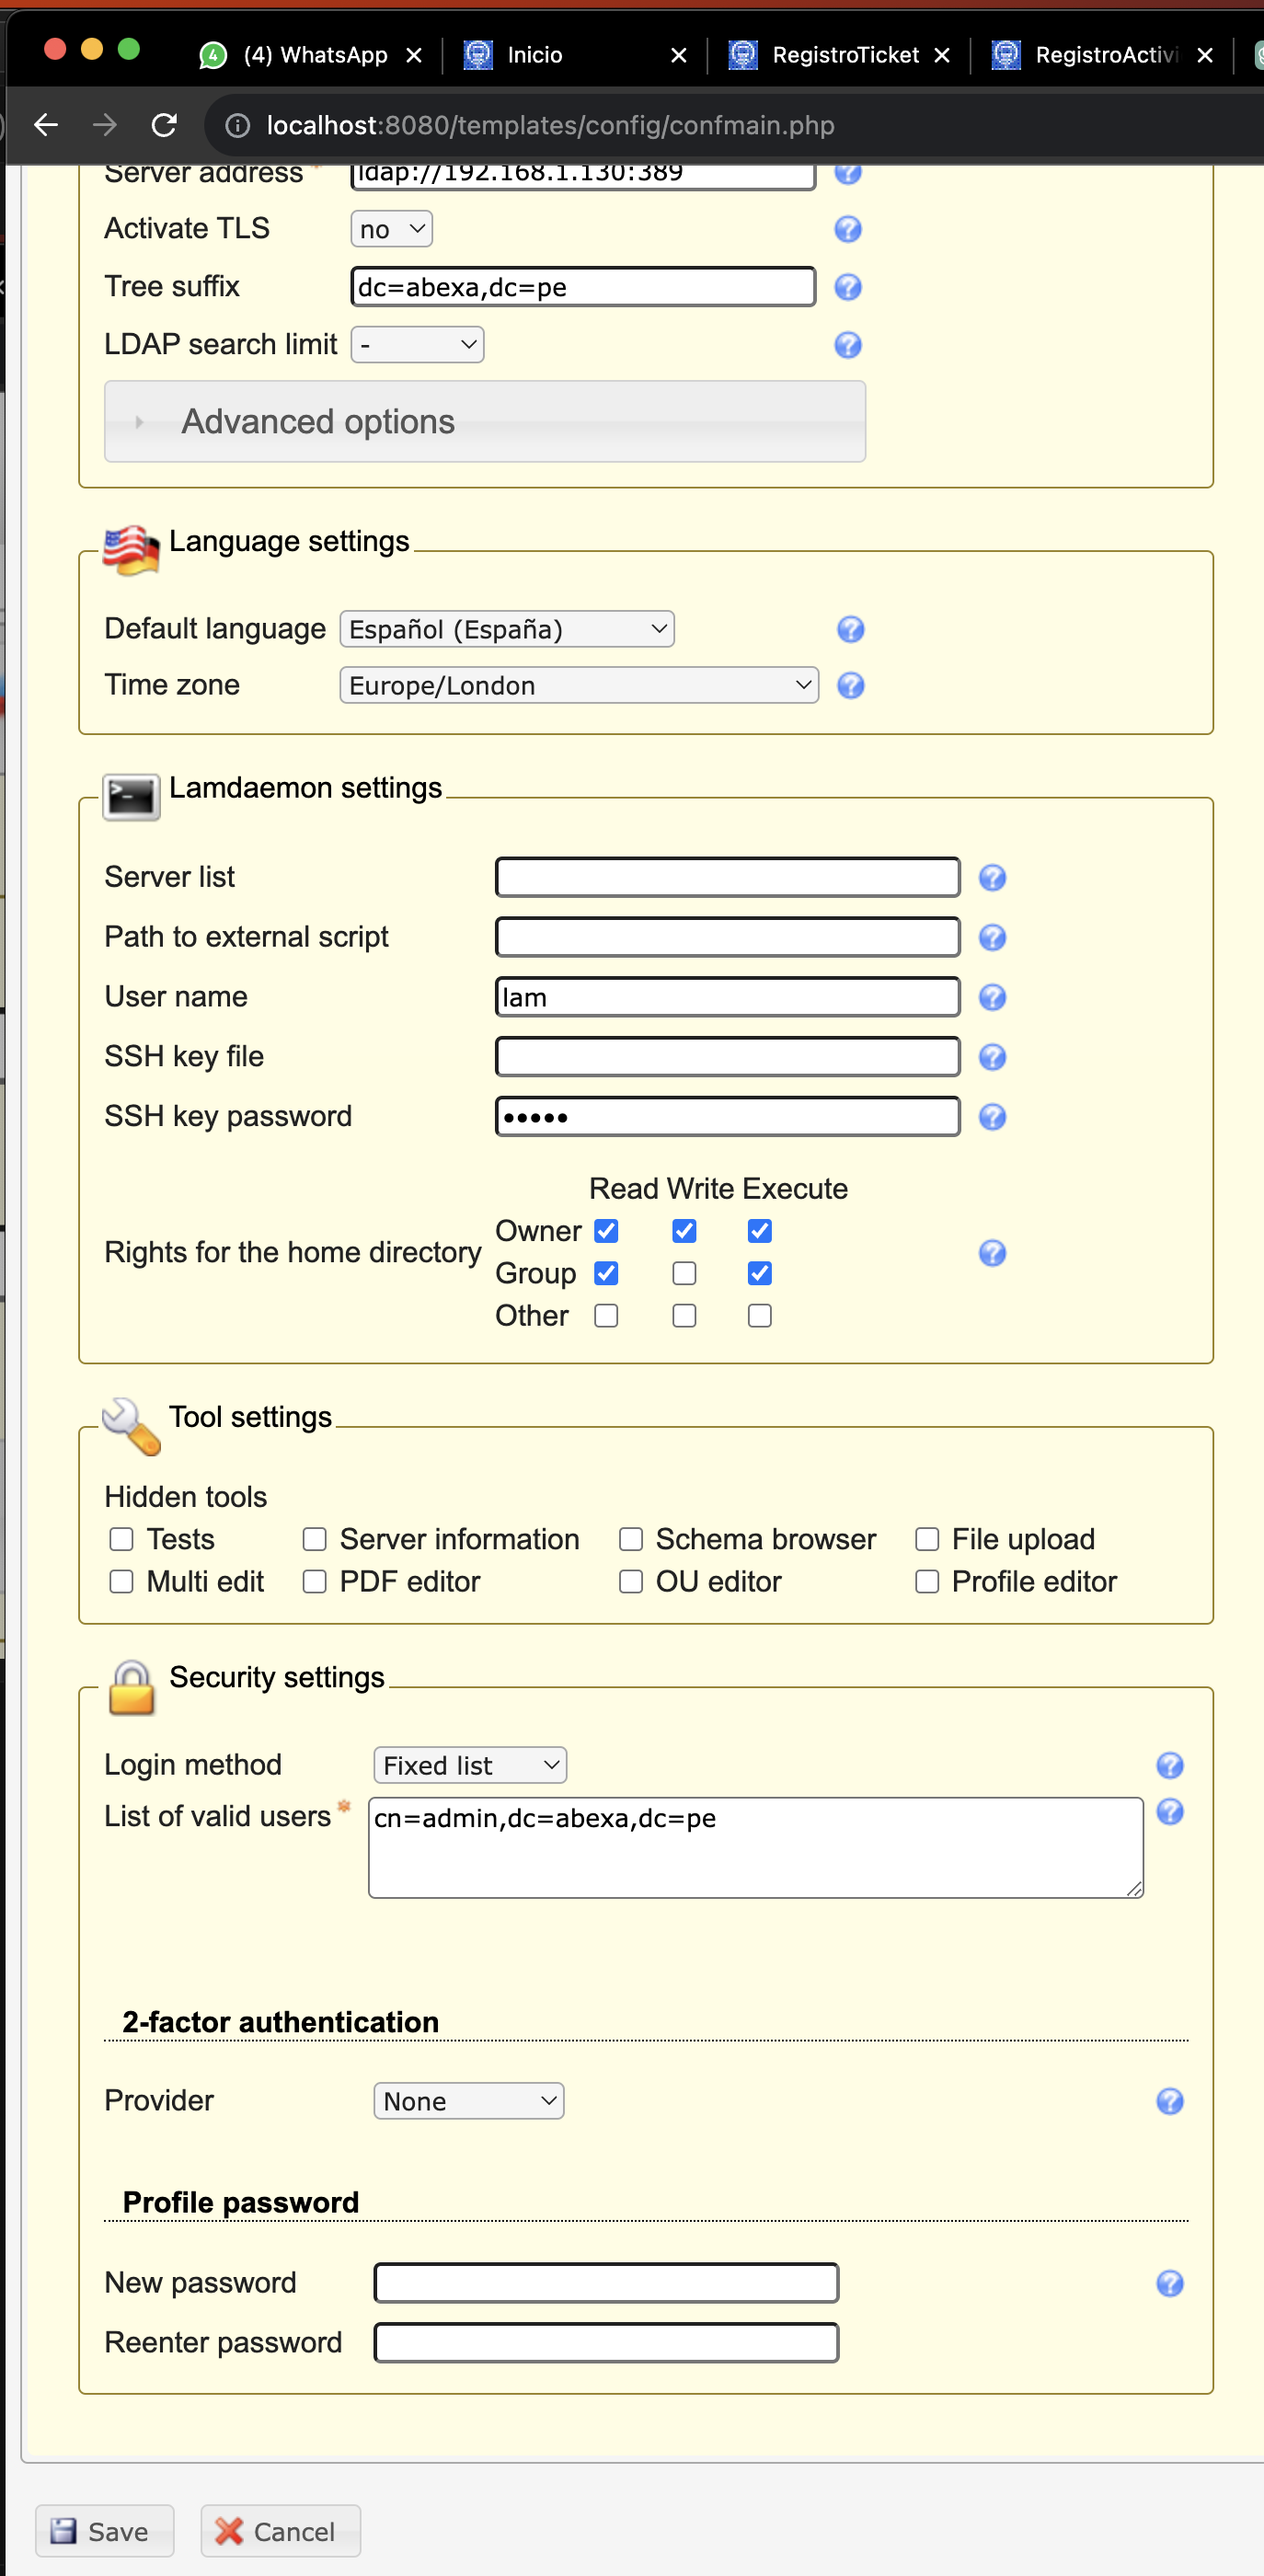 (4) WhatsApp
Inicio
RegistroTicket
RegistroActivi
localhost:8080/templates/config/confmain.php
Server address * ldap://192.168.1.130:389
Activate TLS no
Tree suffix dc=abexa,dc=pe
LDAP search limit -
Advanced options
Language settings
Default language Español (España)
Time zone Europe/London
Lamdaemon settings
Server list
Path to external script
User name lam
SSH key file
SSH key password •••••
Read Write Execute
Owner
Rights for the home directory
Group
Other
Tool settings
Hidden tools
Tests Server information Schema browser File upload
Multi edit PDF editor OU editor Profile editor
Security settings
Login method Fixed list
List of valid users * cn=admin,dc=abexa,dc=pe
2-factor authentication
Provider None
Profile password
New password
Reenter password
Save Cancel